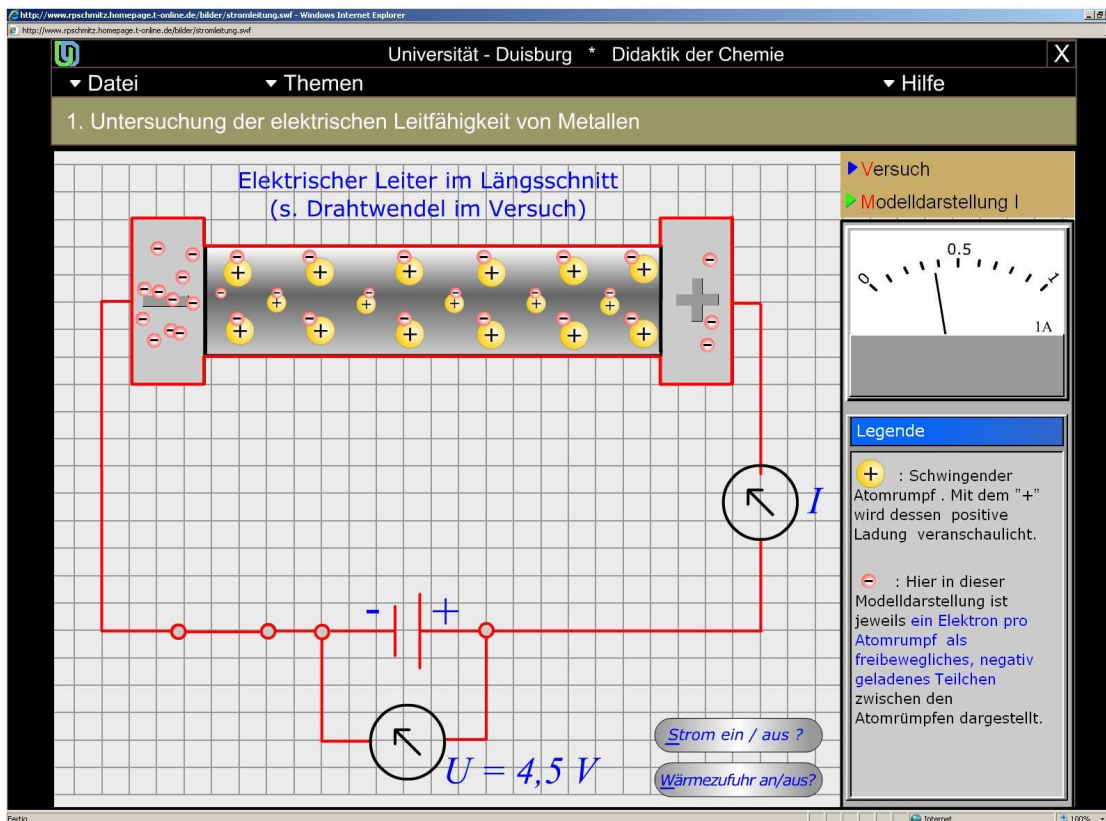 http://www.rpschmitz.homepage.t-online.de/bilder/stromleitung.swf - Windows Internet Explorer
http://www.rpschmitz.homepage.t-online.de/bilder/stromleitung.swf
Universität - Duisburg * Didaktik der Chemie X
Datei Themen Hilfe
1. Untersuchung der elektrischen Leitfähigkeit von Metallen
Elektrischer Leiter im Längsschnitt
(s. Drahtwendel im Versuch)
Versuch
Modelldarstellung I
0 0.5 1
1A
Legende
+ : Schwingender
Atomrumpf . Mit dem "+"
wird dessen positive
Ladung veranschaulicht.
- : Hier in dieser
Modelldarstellung ist
jeweils ein Elektron pro
Atomrumpf als
freibewegliches, negativ
geladenes Teilchen
zwischen den
Atomrümpfen dargestellt.
I
- +
U = 4,5 V
Strom ein / aus ?
Wärmezufuhr an/aus?
Fertig Internet 100%